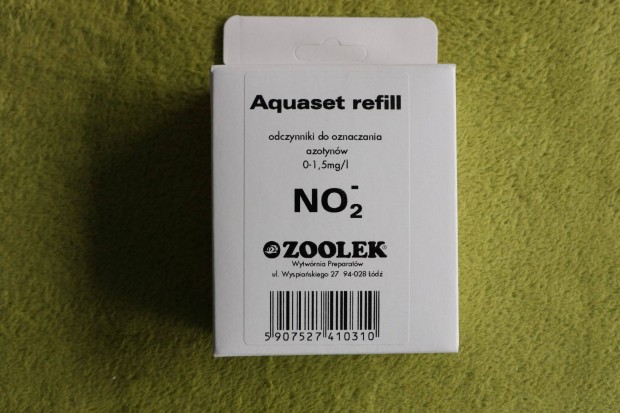 Aquaset refill
odczynniki do oznaczania
azotynów
0-1,5mg/l
NO₂⁻
ZOOLEK®
Wytwórnia Preparatów
ul. Wyspiańskiego 27 94-028 Łódź
5 907527 410310